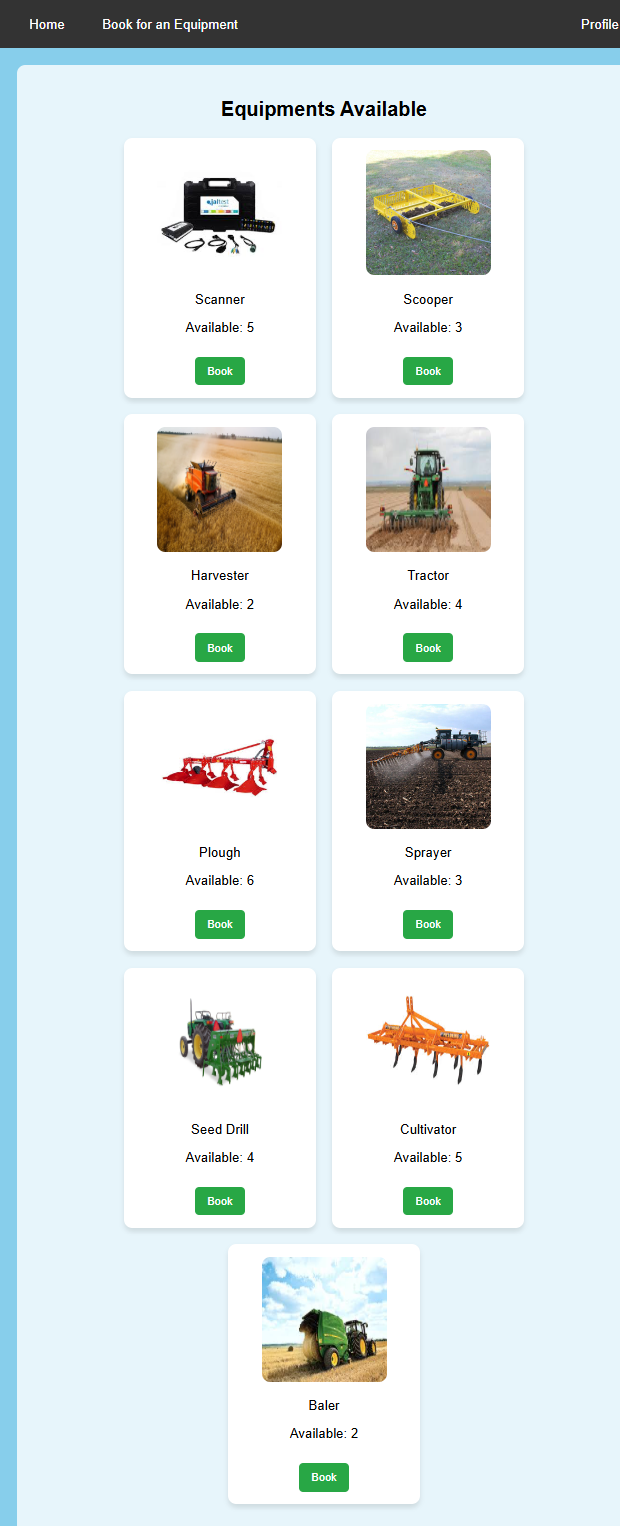 Home Book for an Equipment Profile
Equipments Available
jaltest
Scanner Scooper
Available: 5 Available: 3
Book Book
Harvester Tractor
Available: 2 Available: 4
Book Book
Plough Sprayer
Available: 6 Available: 3
Book Book
Seed Drill Cultivator
Available: 4 Available: 5
Book Book
Baler
Available: 2
Book